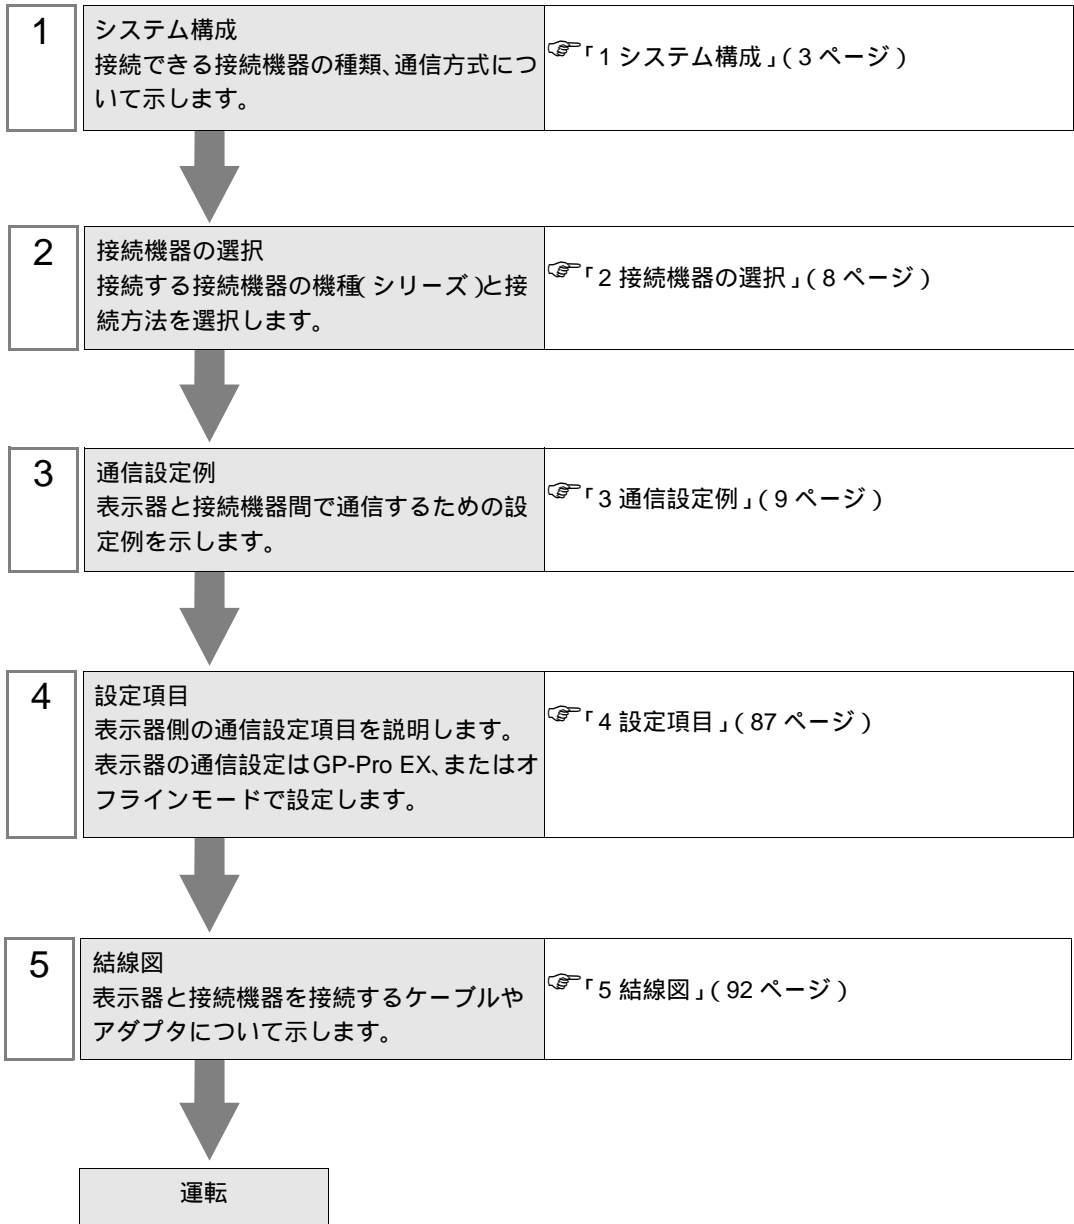 1
システム構成
接続できる接続機器の種類、通信方式につ
いて示します。
☞「1 システム構成」(3 ページ)
2
接続機器の選択
接続する接続機器の機種(シリーズ)と接
続方法を選択します。
☞「2 接続機器の選択」(8 ページ)
3
通信設定例
表示器と接続機器間で通信するための設
定例を示します。
☞「3 通信設定例」(9 ページ)
4
設定項目
表示器側の通信設定項目を説明します。
表示器の通信設定はGP-Pro EX、またはオ
フラインモードで設定します。
☞「4 設定項目」(87 ページ)
5
結線図
表示器と接続機器を接続するケーブルや
アダプタについて示します。
☞「5 結線図」(92 ページ)
運転